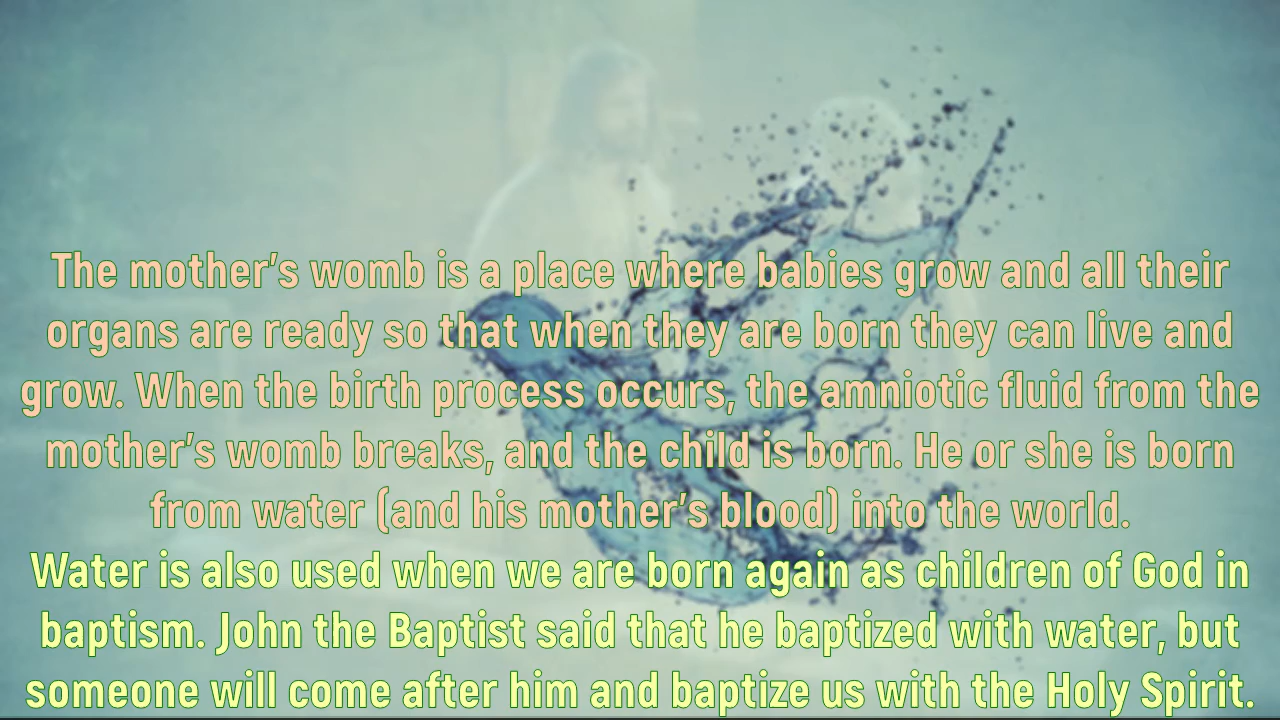 The mother's womb is a place where babies grow and all their
organs are ready so that when they are born they can live and
grow. When the birth process occurs, the amniotic fluid from the
mother's womb breaks, and the child is born. He or she is born
from water (and his mother's blood) into the world.
Water is also used when we are born again as children of God in
baptism. John the Baptist said that he baptized with water, but
someone will come after him and baptize us with the Holy Spirit.